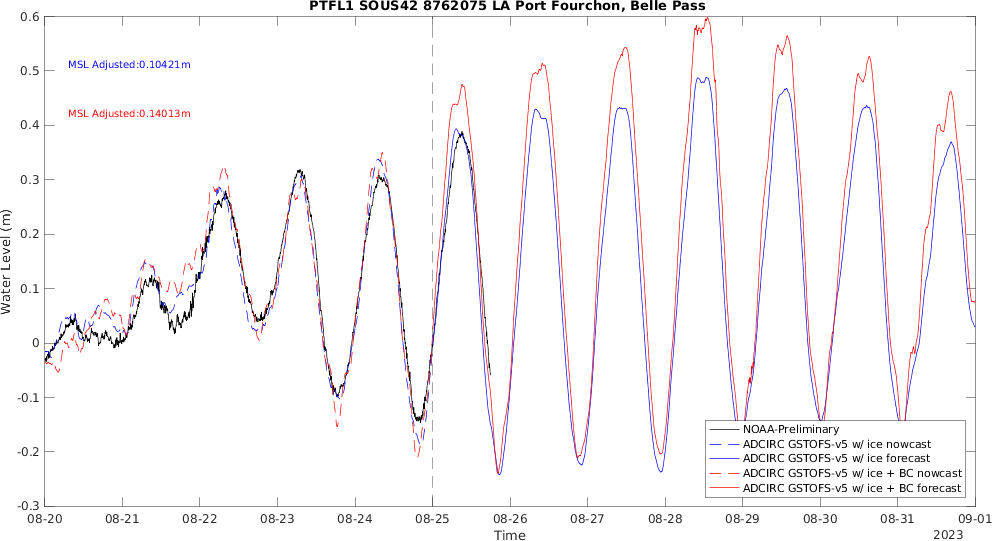 PTFL1 SOUS42 8762075 LA Port Fourchon, Belle Pass
MSL Adjusted:0.10421m
MSL Adjusted:0.14013m
Water Level (m)
0.6
0.5
0.4
0.3
0.2
0.1
0
-0.1
-0.2
-0.3
NOAA-Preliminary
ADCIRC GSTOFS-v5 w/ ice nowcast
ADCIRC GSTOFS-v5 w/ ice forecast
ADCIRC GSTOFS-v5 w/ ice + BC nowcast
ADCIRC GSTOFS-v5 w/ ice + BC forecast
08-20 08-21 08-22 08-23 08-24 08-25 08-26 08-27 08-28 08-29 08-30 08-31 09-01
Time
2023